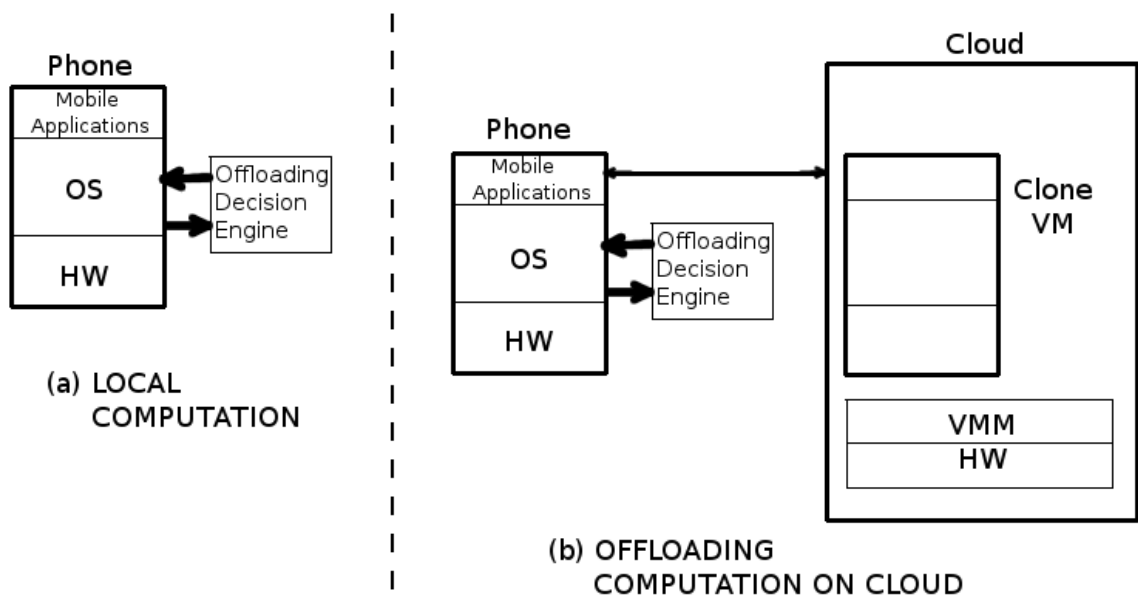 Phone
Mobile
Applications
OS
HW
Offloading
Decision
Engine
(a) LOCAL
COMPUTATION
Phone
Mobile
Applications
OS
HW
Offloading
Decision
Engine
Cloud
Clone
VM
VMM
HW
(b) OFFLOADING
COMPUTATION ON CLOUD